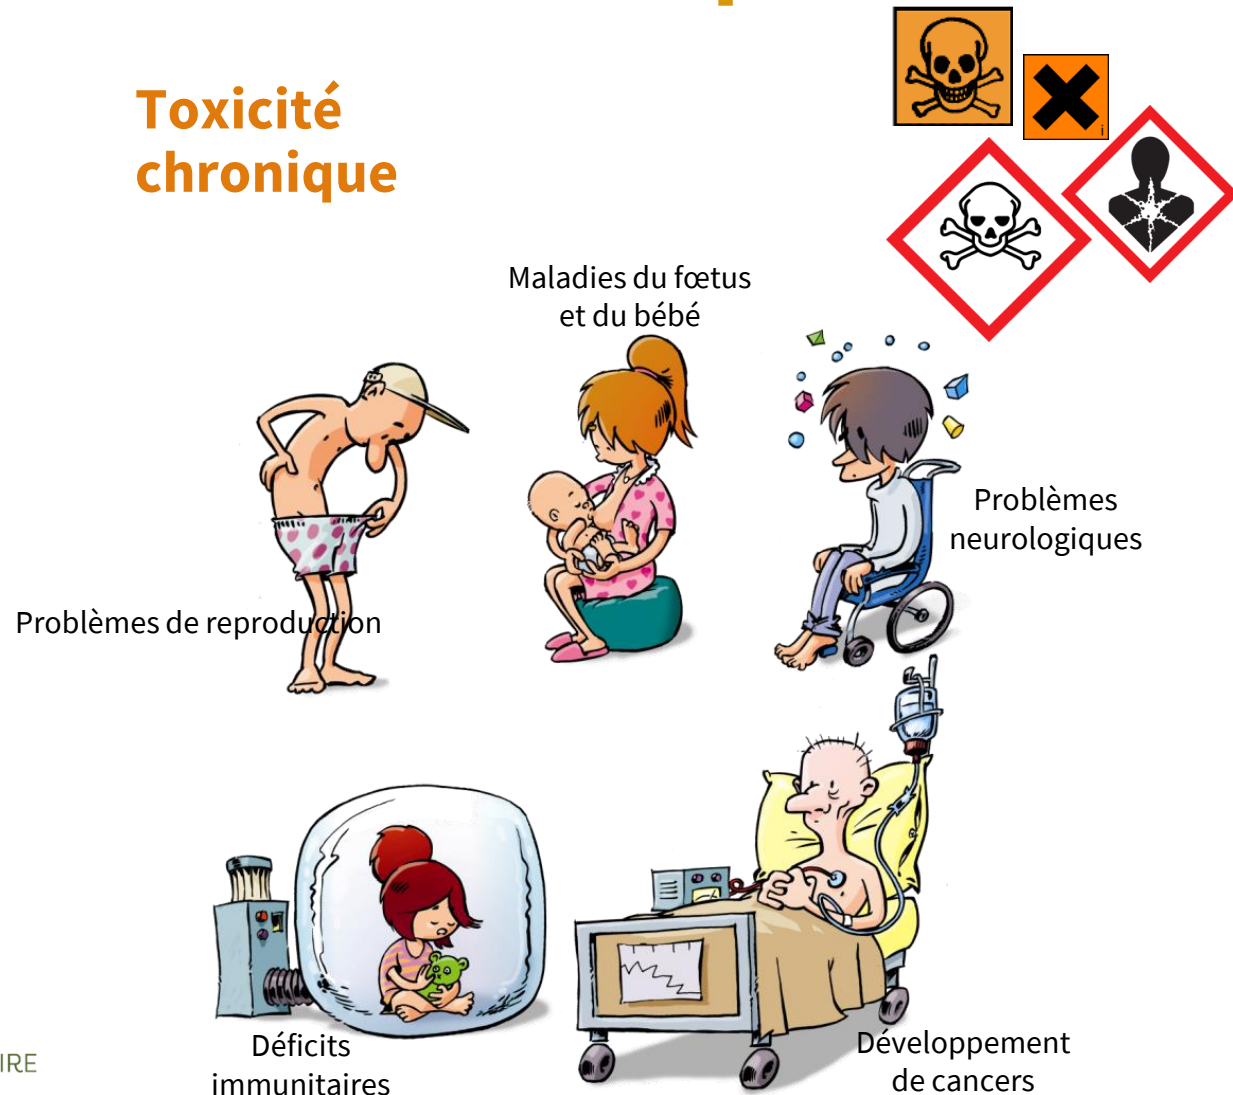 Toxicité
chronique
i
Maladies du fœtus
et du bébé
Problèmes
neurologiques
Problèmes de reproduction
Déficits
immunitaires
Développement
de cancers
IRE